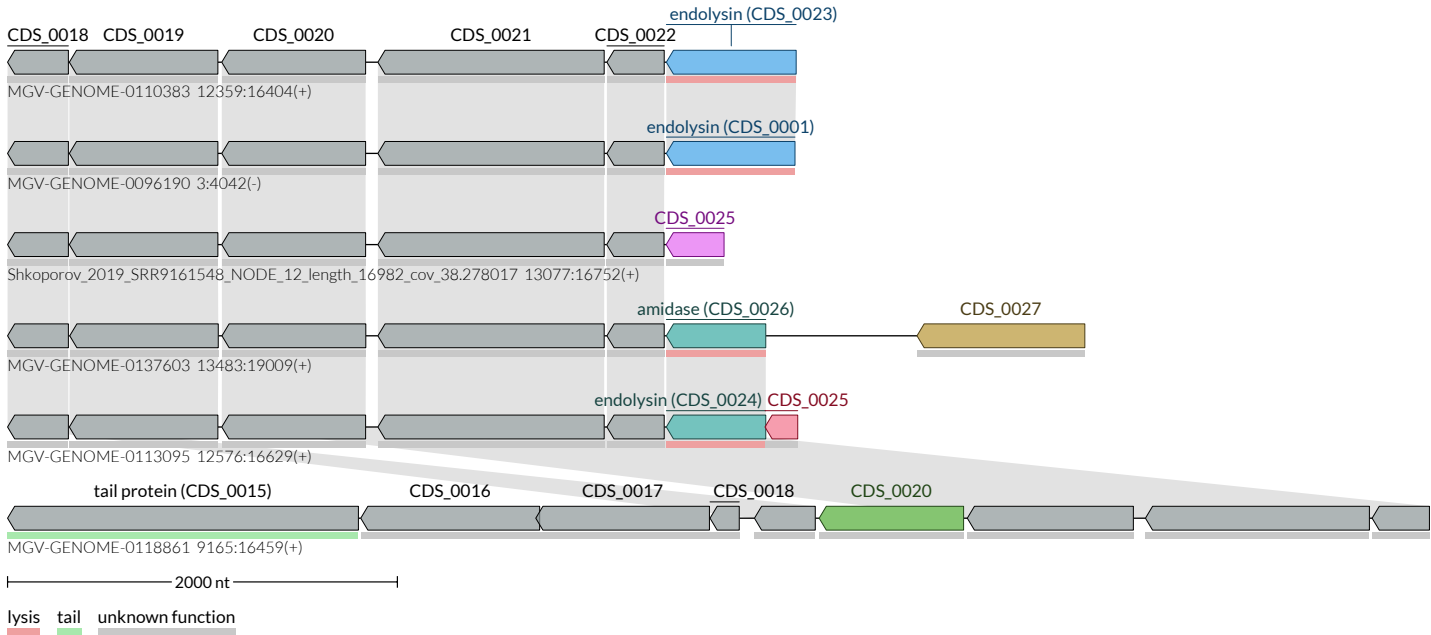 endolysin (CDS_0023)
CDS_0018 CDS_0019 CDS_0020 CDS_0021 CDS_0022
MGV-GENOME-0110383 12359:16404(+)
endolysin (CDS_0001)
MGV-GENOME-0096190 3:4042(-)
CDS_0025
Shkoporov_2019_SRR9161548_NODE_12_length_16982_cov_38.278017 13077:16752(+)
amidase (CDS_0026) CDS_0027
MGV-GENOME-0137603 13483:19009(+)
endolysin (CDS_0024) CDS_0025
MGV-GENOME-0113095 12576:16629(+)
tail protein (CDS_0015) CDS_0016 CDS_0017 CDS_0018 CDS_0020
MGV-GENOME-0118861 9165:16459(+)
2000 nt
lysis tail unknown function